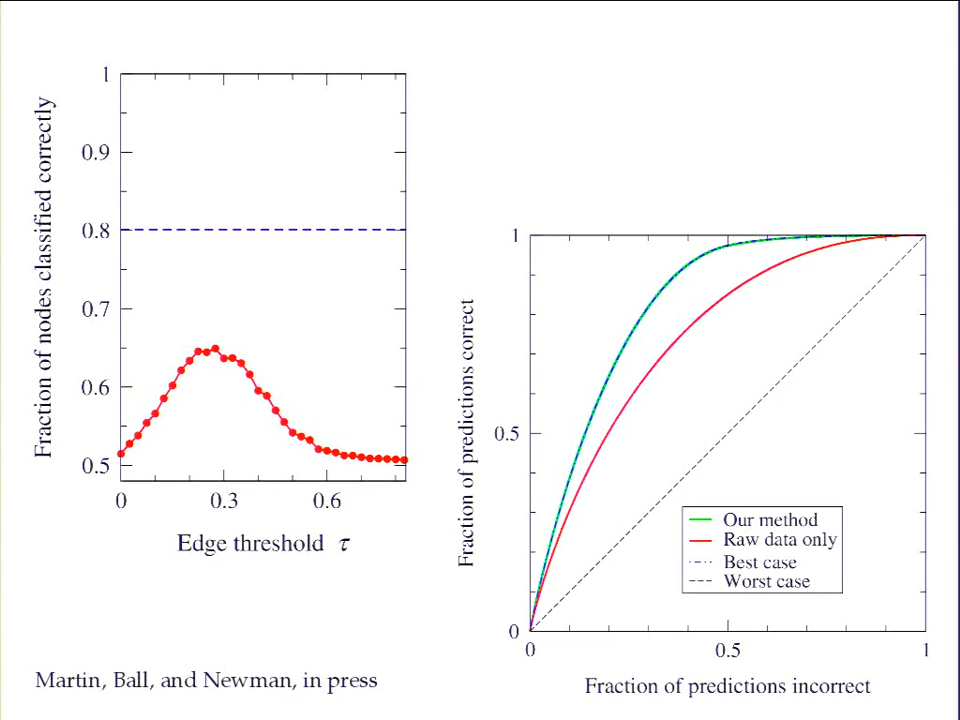 Fraction of nodes classified correctly
1
0.9
0.8
0.7
0.6
0.5
0
0.3
0.6
Edge threshold τ
Fraction of predictions correct
1
0.5
0
0
0.5
1
Our method
Raw data only
Best case
Worst case
Fraction of predictions incorrect
Martin, Ball, and Newman, in press